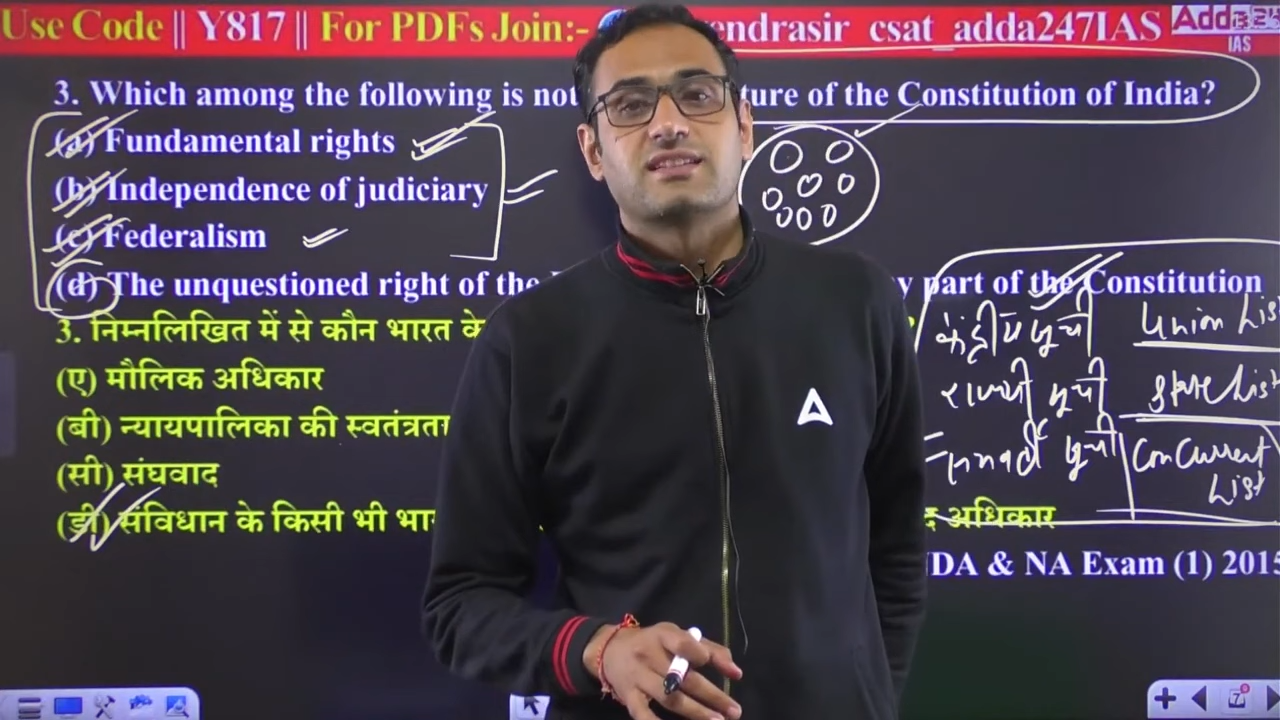 Use Code || Y817 || For PDFs Join:- endrasir csat_adda247IAS
Adda247
IAS
3. Which among the following is not ture of the Constitution of India?
(a) Fundamental rights
(b) Independence of judiciary
(c) Federalism
(d) The unquestioned right of the y part of the Constitution
3. निम्नलिखित में से कौन भारत के
(ए) मौलिक अधिकार
(बी) न्यायपालिका की स्वतंत्रता
(सी) संघवाद
(डी) संविधान के किसी भी भाग अधिकार
NDA & NA Exam (1) 2015
सूची Union List
राज्य सूची State List
सूची Concurrent
List